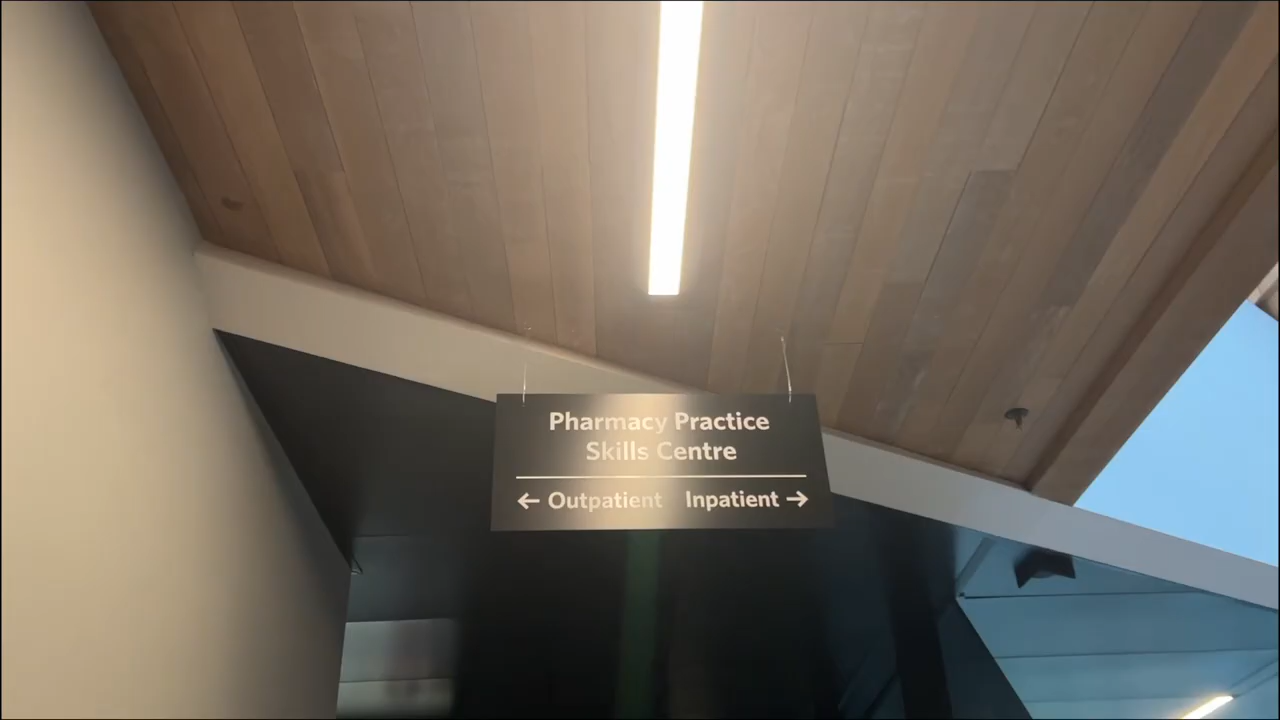 Pharmacy Practice
Skills Centre
← Outpatient Inpatient →